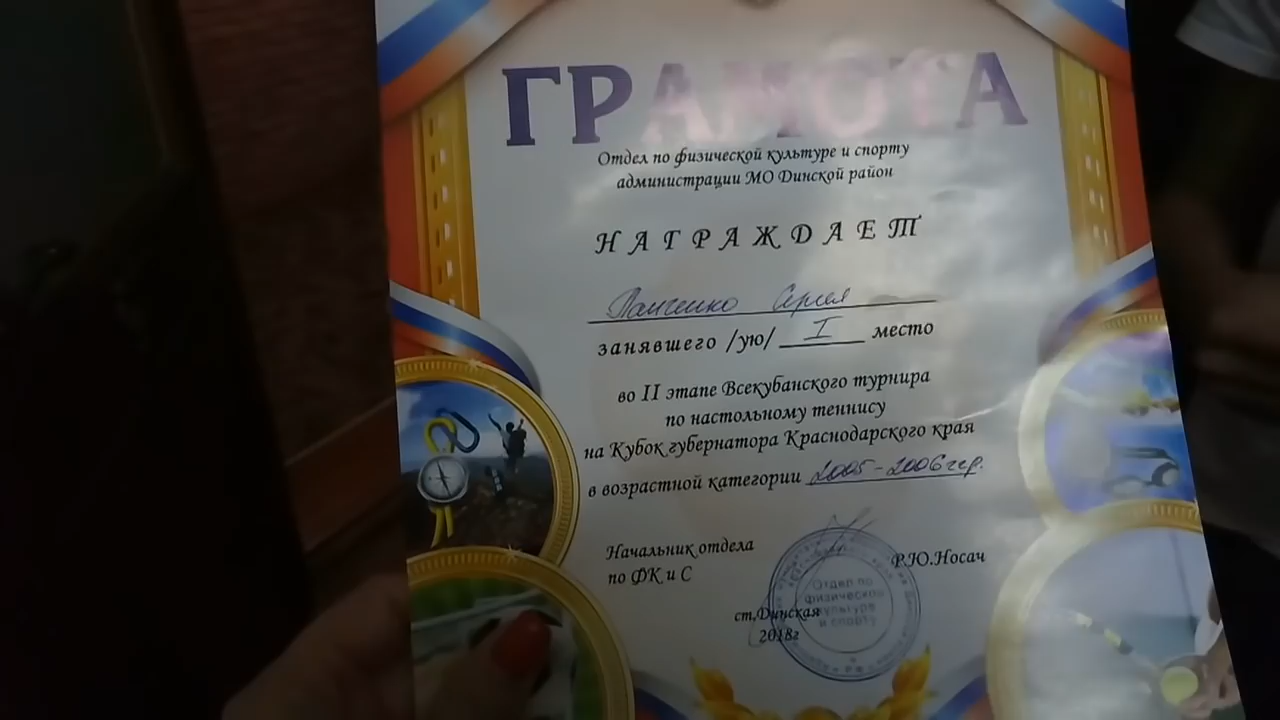 ГРАМОТА
Отдел по физической культуре и спорту
администрации МО Динской район
НАГРАЖДАЕТ
Панченко Сергея
занявшего /ую/ I место
во II этапе Всекубанского турнира
по настольному теннису
на Кубок губернатора Краснодарского края
в возрастной категории 2005-2006 г.р.
Начальник отдела
по ФК и С
Р.Ю.Носач
Отдел по
физической
культуре
и спорту
ст.Динская
2018г